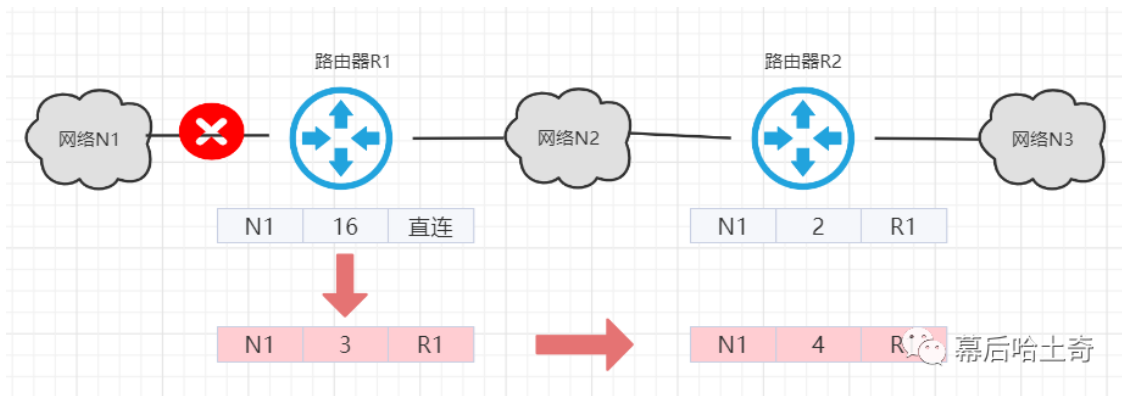 路由器R1 路由器R2
网络N1 网络N2 网络N3
N1 16 直连 N1 2 R1
N1 3 R1 N1 4 R
幕后哈土奇